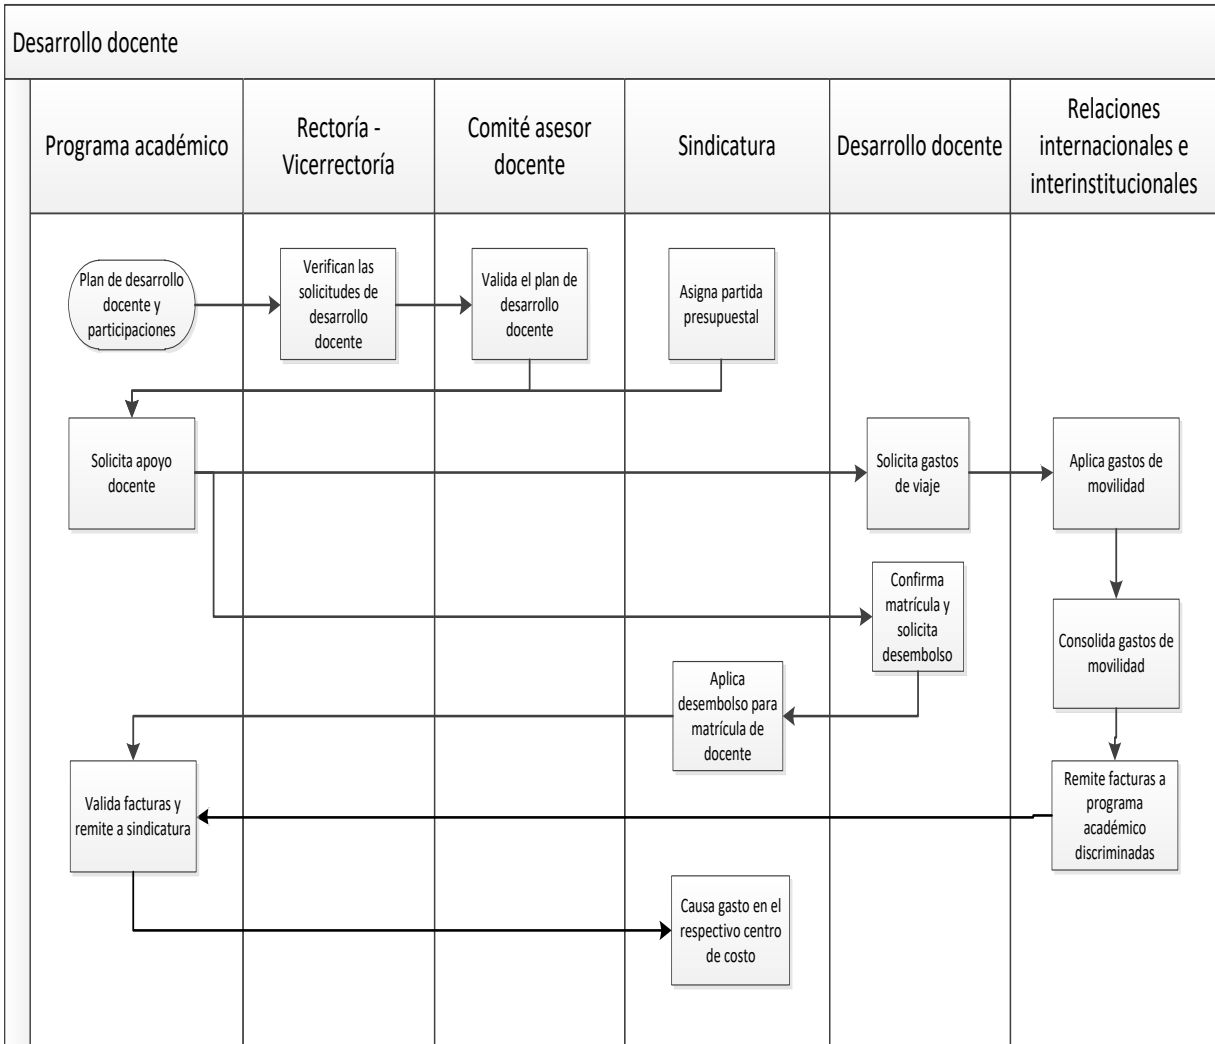 Desarrollo docente
Programa académico
Rectoría -
Vicerrectoría
Comité asesor
docente
Sindicatura
Desarrollo docente
Relaciones
internacionales e
interinstitucionales
Plan de desarrollo
docente y
participaciones
Verifican las
solicitudes de
desarrollo
docente
Valida el plan de
desarrollo
docente
Asigna partida
presupuestal
Solicita apoyo
docente
Solicita gastos
de viaje
Aplica gastos de
movilidad
Confirma
matrícula y
solicita
desembolso
Consolida gastos de
movilidad
Aplica
desembolso para
matrícula de
docente
Valida facturas y
remite a sindicatura
Remite facturas a
programa
académico
discriminadas
Causa gasto en el
respectivo centro
de costo